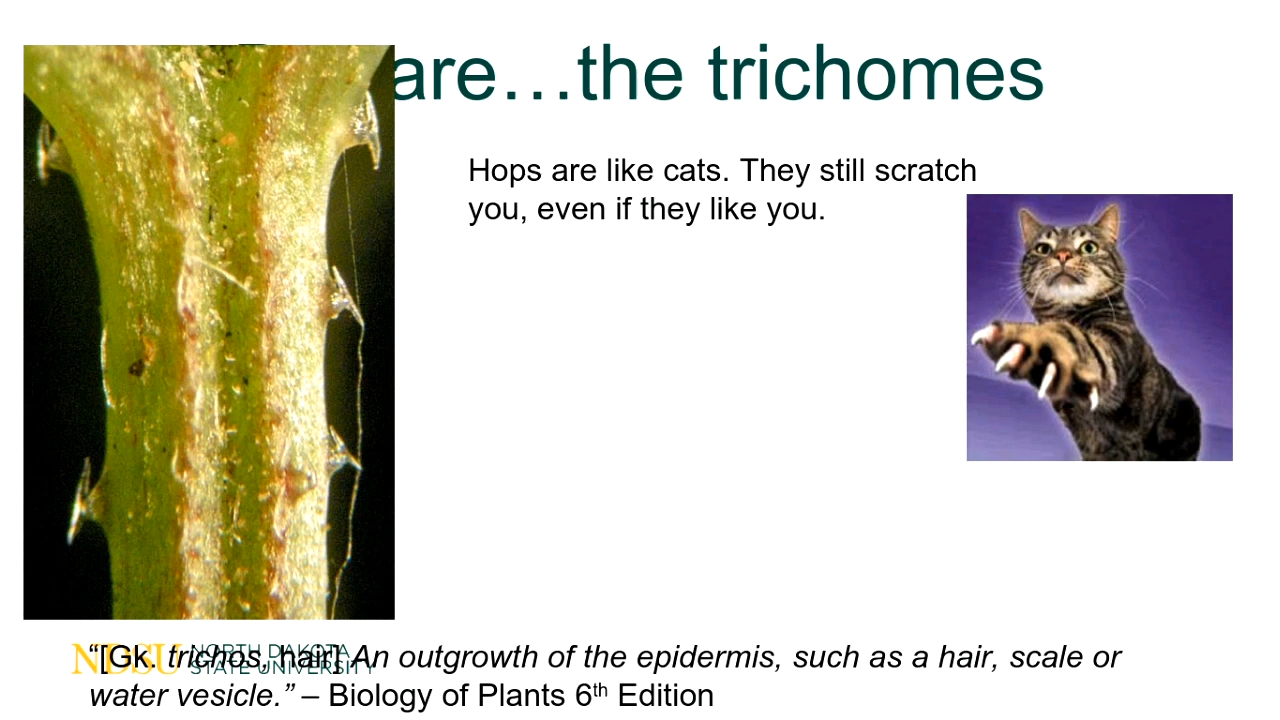 are…the trichomes
Hops are like cats. They still scratch
you, even if they like you.
“[Gk. trichos, hair] An outgrowth of the epidermis, such as a hair, scale or
water vesicle.” – Biology of Plants 6th Edition
NDSU NORTH DAKOTA
STATE UNIVERSITY